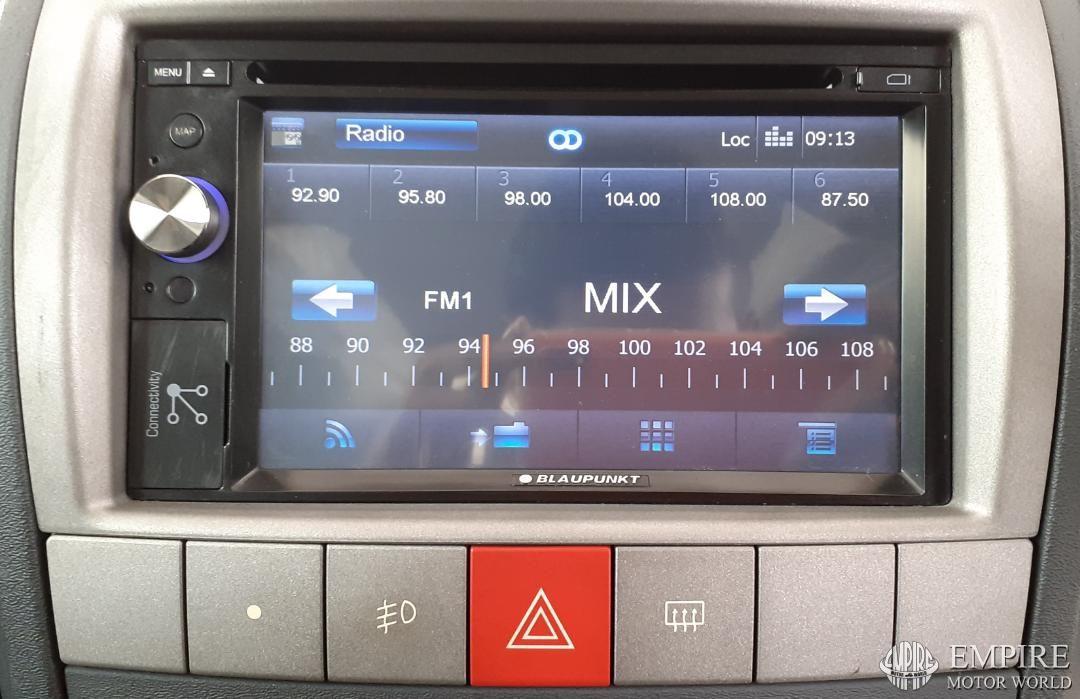 MENU
MAP
Radio Loc 09:13
1 2 3 4 5 6
92.90 95.80 98.00 104.00 108.00 87.50
FM1 MIX
88 90 92 94 96 98 100 102 104 106 108
Connectivity
BLAUPUNKT
EMPIRE
MOTOR WORLD